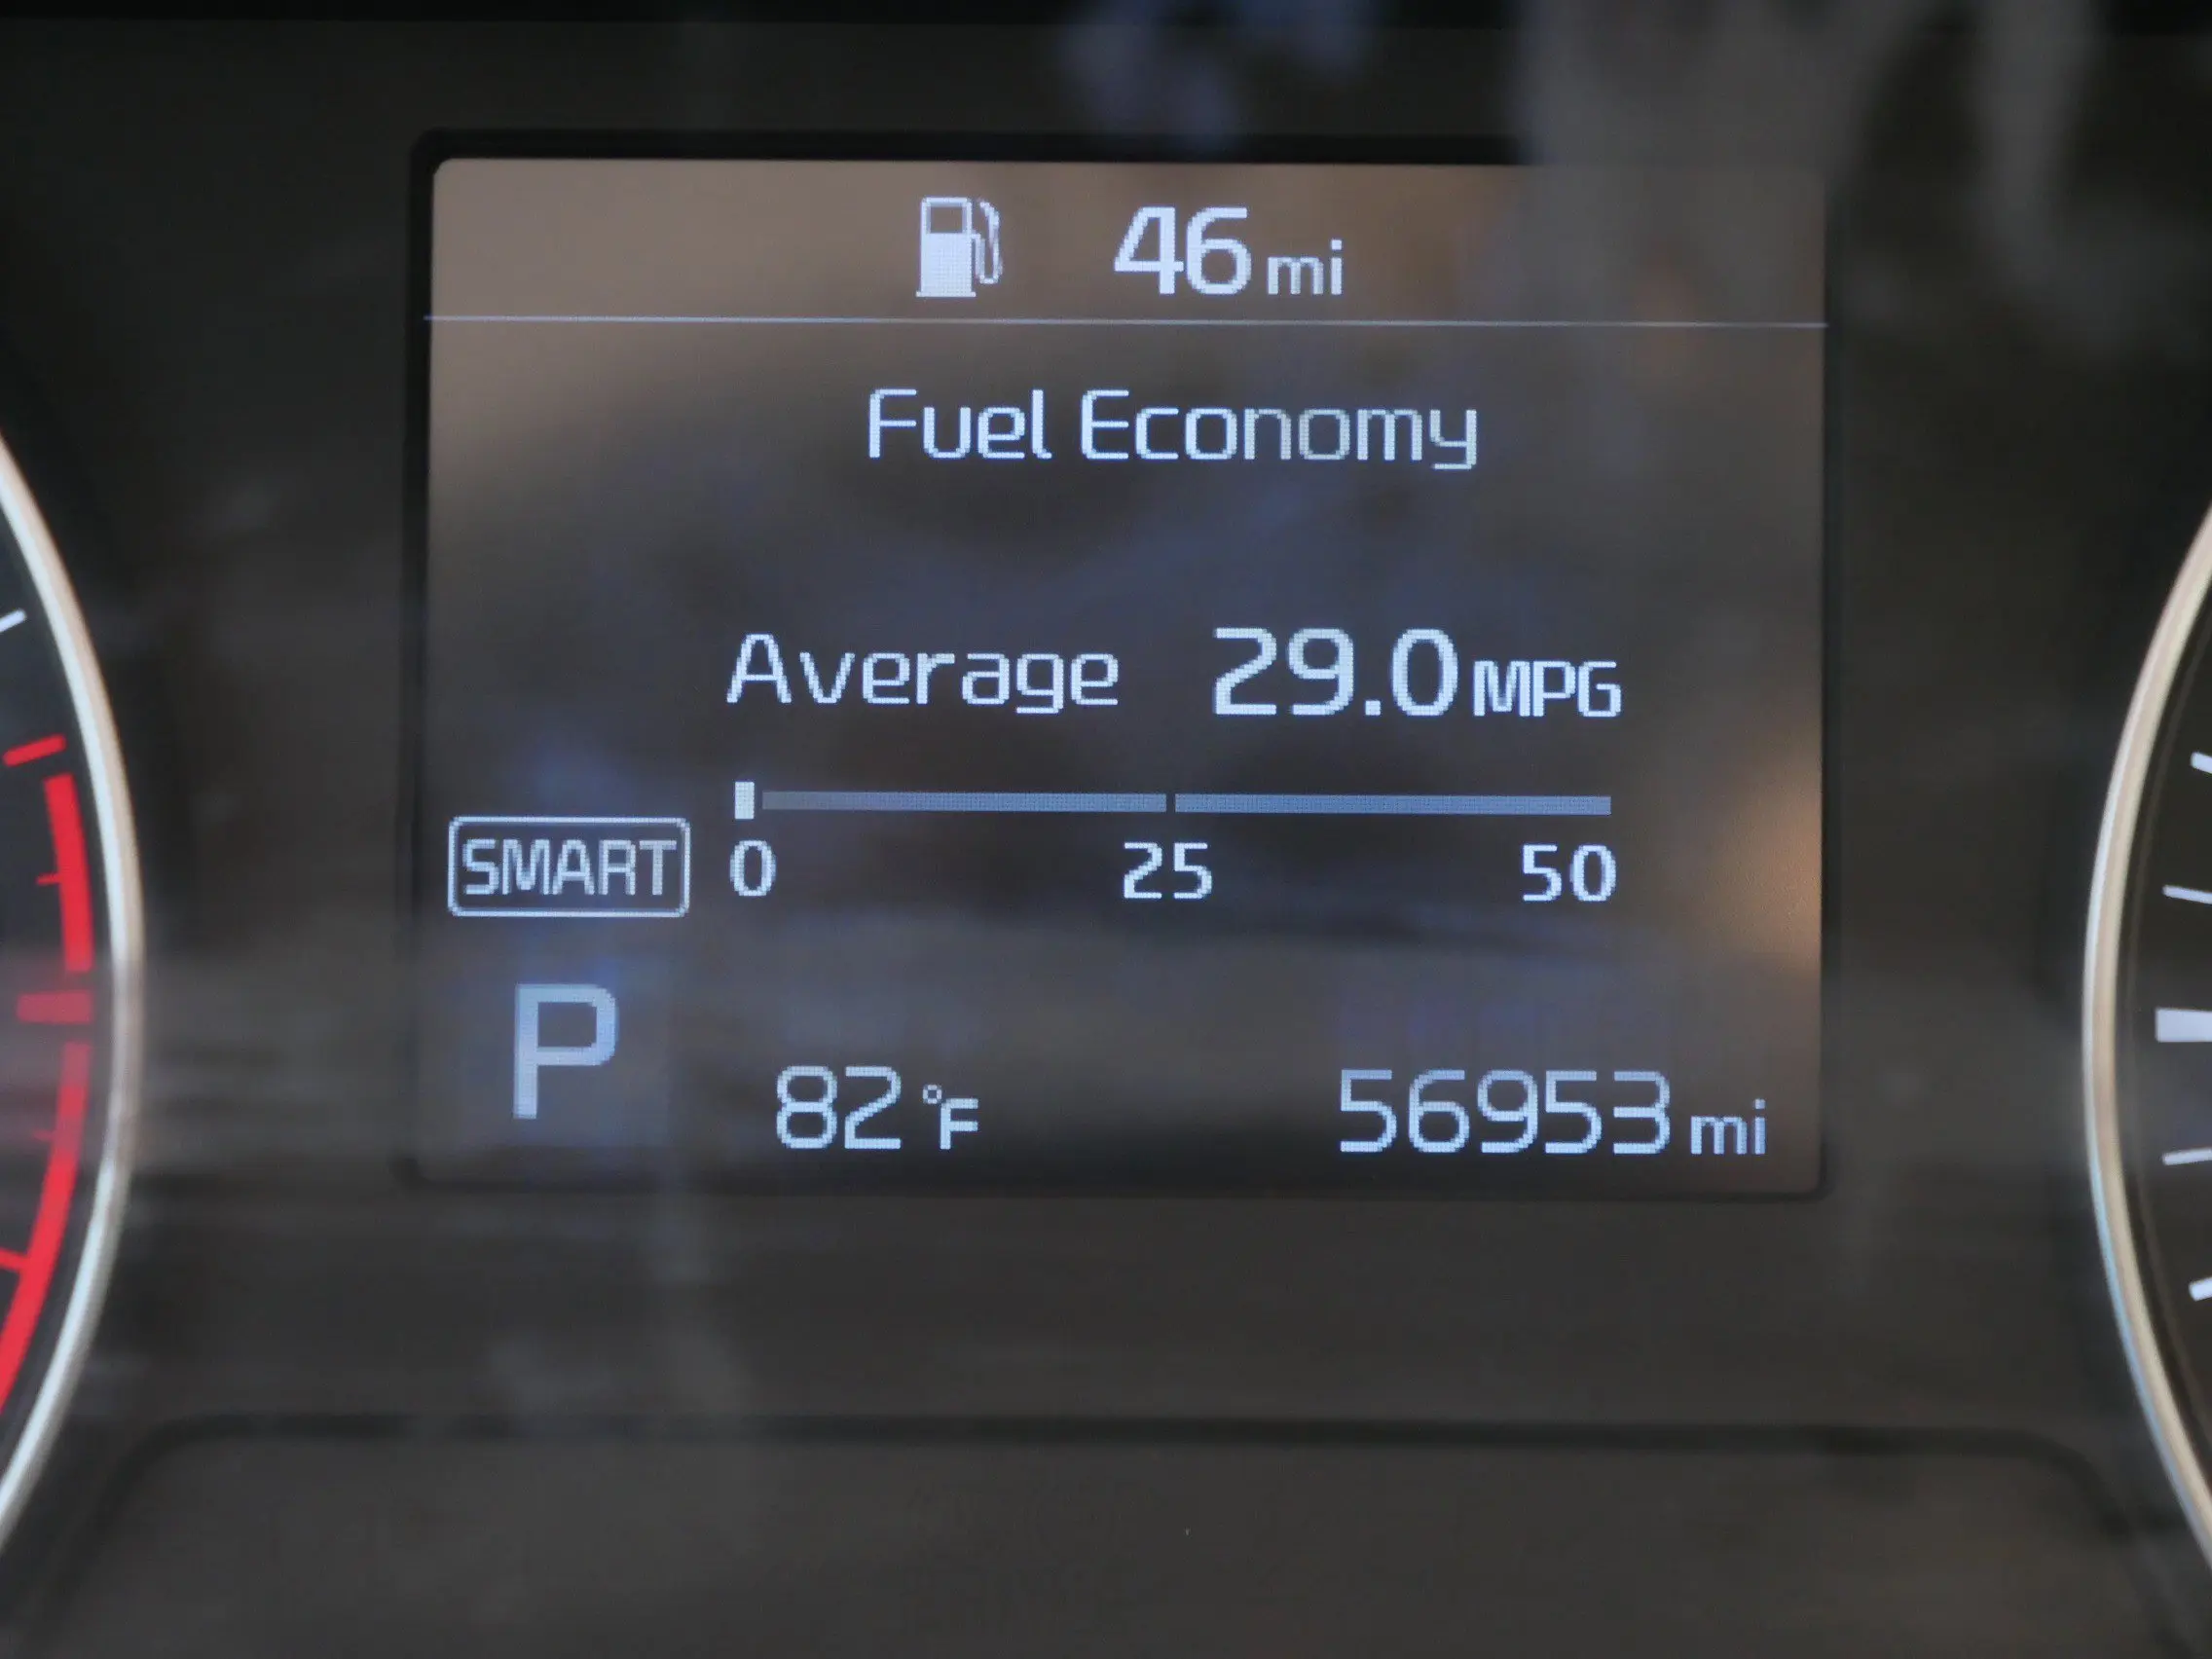 46 mi
Fuel Economy
Average 29.0 MPG
0 25 50
SMART
P
82 °F 56953 mi